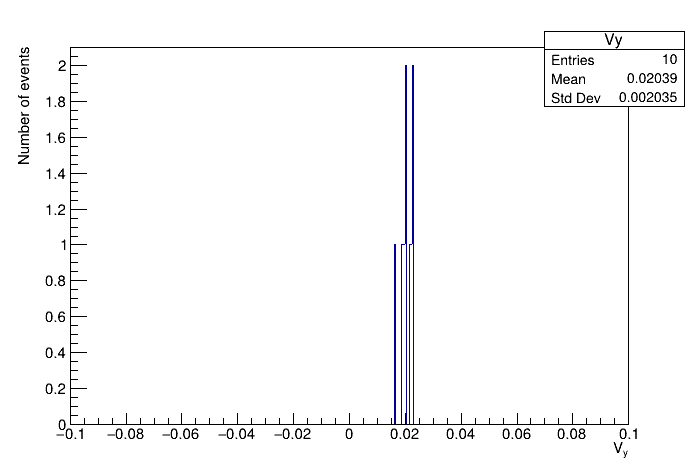 Vy
Entries 10
Mean 0.02039
Std Dev 0.002035
Number of events
2
1.8
1.6
1.4
1.2
1
0.8
0.6
0.4
0.2
0
−0.1 −0.08 −0.06 −0.04 −0.02 0 0.02 0.04 0.06 0.08 0.1
Vy